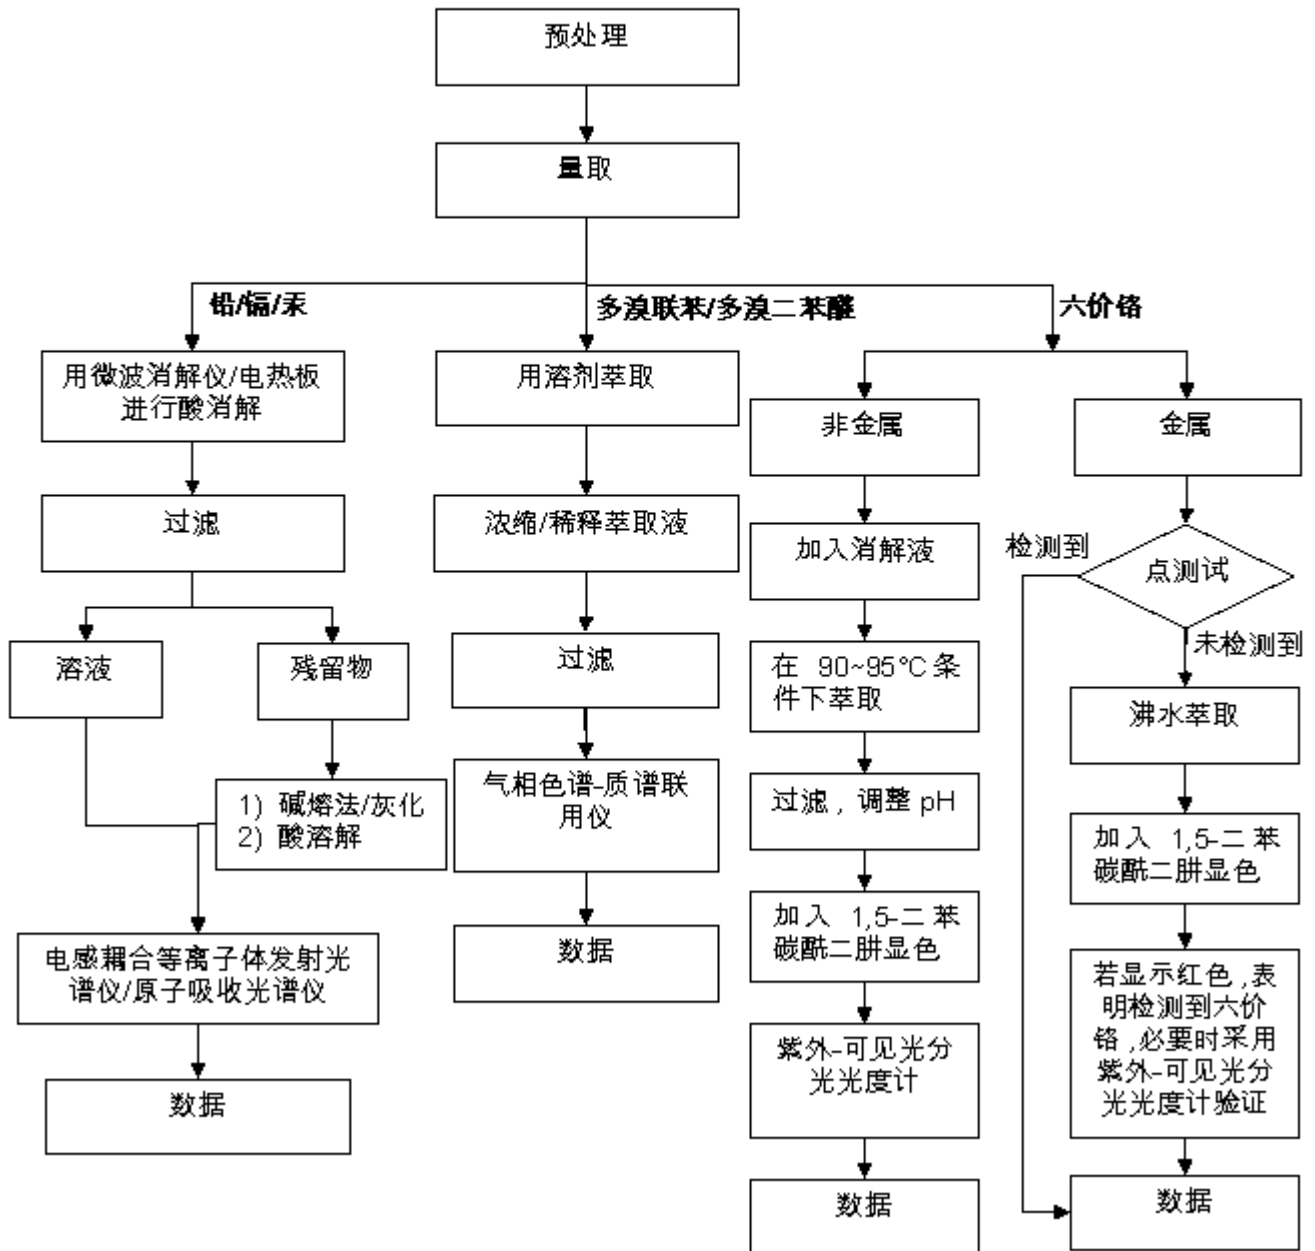 预处理
量取
铅/镉/汞
多溴联苯/多溴二苯醚
六价铬
用微波消解仪/电热板
进行酸消解
过滤
溶液
残留物
1) 碱熔法/灰化
2) 酸溶解
电感耦合等离子体发射光
谱仪/原子吸收光谱仪
数据
用溶剂萃取
浓缩/稀释萃取液
过滤
气相色谱-质谱联
用仪
数据
非金属
加入消解液
在 90~95°C 条
件下萃取
过滤，调整 pH
加入 1,5-二苯
碳酰二肼显色
紫外-可见光分
光光度计
数据
金属
点测试
检测到
未检测到
沸水萃取
加入 1,5-二苯
碳酰二肼显色
若显示红色，表
明检测到六价
铬，必要时采用
紫外-可见光分
光光度计验证
数据